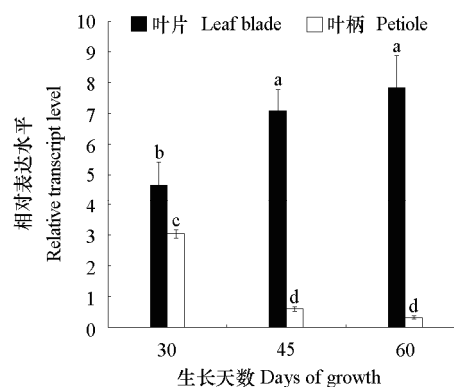 叶片 Leaf blade 叶柄 Petiole
相对表达水平
Relative transcript level
10
9
8
7
6
5
4
3
2
1
0
b
c
a
d
a
d
30 45 60
生长天数 Days of growth